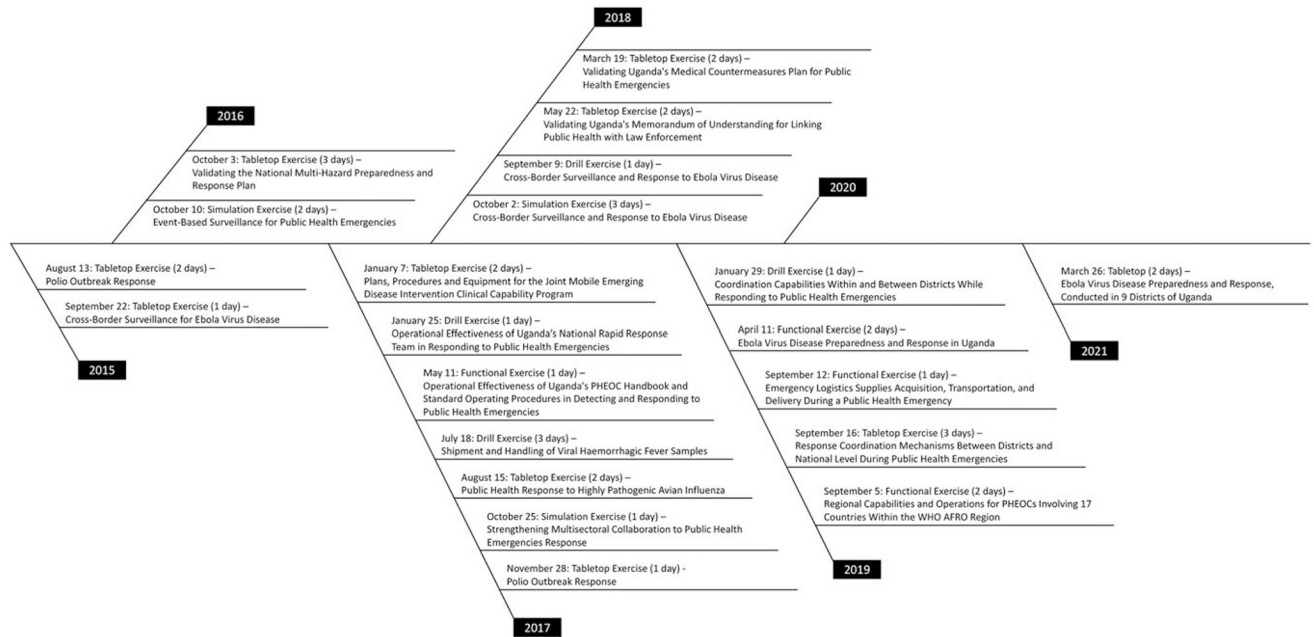 2018
March 19: Tabletop Exercise (2 days) –
Validating Uganda's Medical Countermeasures Plan for Public
Health Emergencies
May 22: Tabletop Exercise (2 days) –
Validating Uganda's Memorandum of Understanding for Linking
Public Health with Law Enforcement
September 9: Drill Exercise (1 day) –
Cross-Border Surveillance and Response to Ebola Virus Disease
October 2: Simulation Exercise (3 days) –
Cross-Border Surveillance and Response to Ebola Virus Disease
2016
October 3: Tabletop Exercise (3 days) –
Validating the National Multi-Hazard Preparedness and
Response Plan
October 10: Simulation Exercise (2 days) –
Event-Based Surveillance for Public Health Emergencies
2020
August 13: Tabletop Exercise (2 days) –
Polio Outbreak Response
September 22: Tabletop Exercise (1 day) –
Cross-Border Surveillance for Ebola Virus Disease
2015
January 7: Tabletop Exercise (2 days) –
Plans, Procedures and Equipment for the Joint Mobile Emerging
Disease Intervention Clinical Capability Program
January 25: Drill Exercise (1 day) –
Operational Effectiveness of Uganda's National Rapid Response
Team in Responding to Public Health Emergencies
May 11: Functional Exercise (1 day) –
Operational Effectiveness of Uganda's PHEOC Handbook and
Standard Operating Procedures in Detecting and Responding to
Public Health Emergencies
July 18: Drill Exercise (3 days) –
Shipment and Handling of Viral Haemorrhagic Fever Samples
August 15: Tabletop Exercise (2 days) –
Public Health Response to Highly Pathogenic Avian Influenza
October 25: Simulation Exercise (1 day) –
Strengthening Multisectoral Collaboration to Public Health
Emergencies Response
November 28: Tabletop Exercise (1 day) -
Polio Outbreak Response
2017
January 29: Drill Exercise (1 day) –
Coordination Capabilities Within and Between Districts While
Responding to Public Health Emergencies
April 11: Functional Exercise (2 days) –
Ebola Virus Disease Preparedness and Response in Uganda
September 12: Functional Exercise (1 day) –
Emergency Logistics Supplies Acquisition, Transportation, and
Delivery During a Public Health Emergency
September 16: Tabletop Exercise (3 days) –
Response Coordination Mechanisms Between Districts and
National Level During Public Health Emergencies
September 5: Functional Exercise (2 days) –
Regional Capabilities and Operations for PHEOCs Involving 17
Countries Within the WHO AFRO Region
2019
March 26: Tabletop (2 days) –
Ebola Virus Disease Preparedness and Response,
Conducted in 9 Districts of Uganda
2021